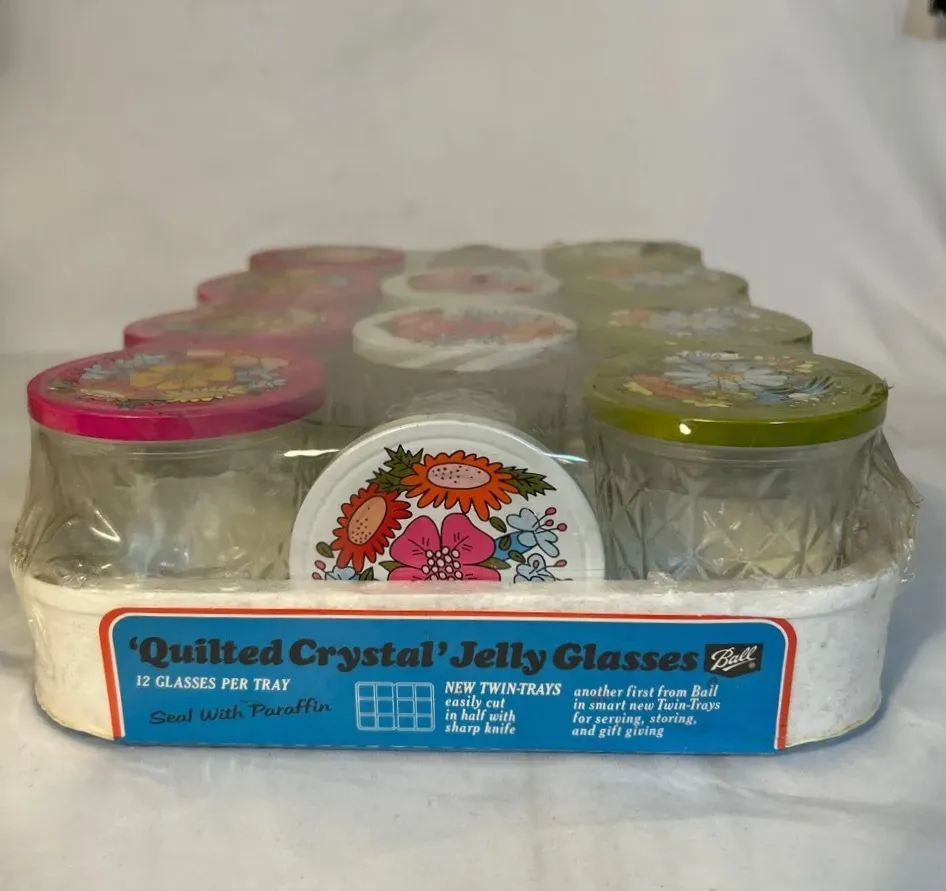 'Quilted Crystal' Jelly Glasses
Ball
12 GLASSES PER TRAY
Seal With Paraffin
NEW TWIN-TRAYS
easily cut
in half with
sharp knife
another first from Ball
in smart new Twin-Trays
for serving, storing,
and gift giving